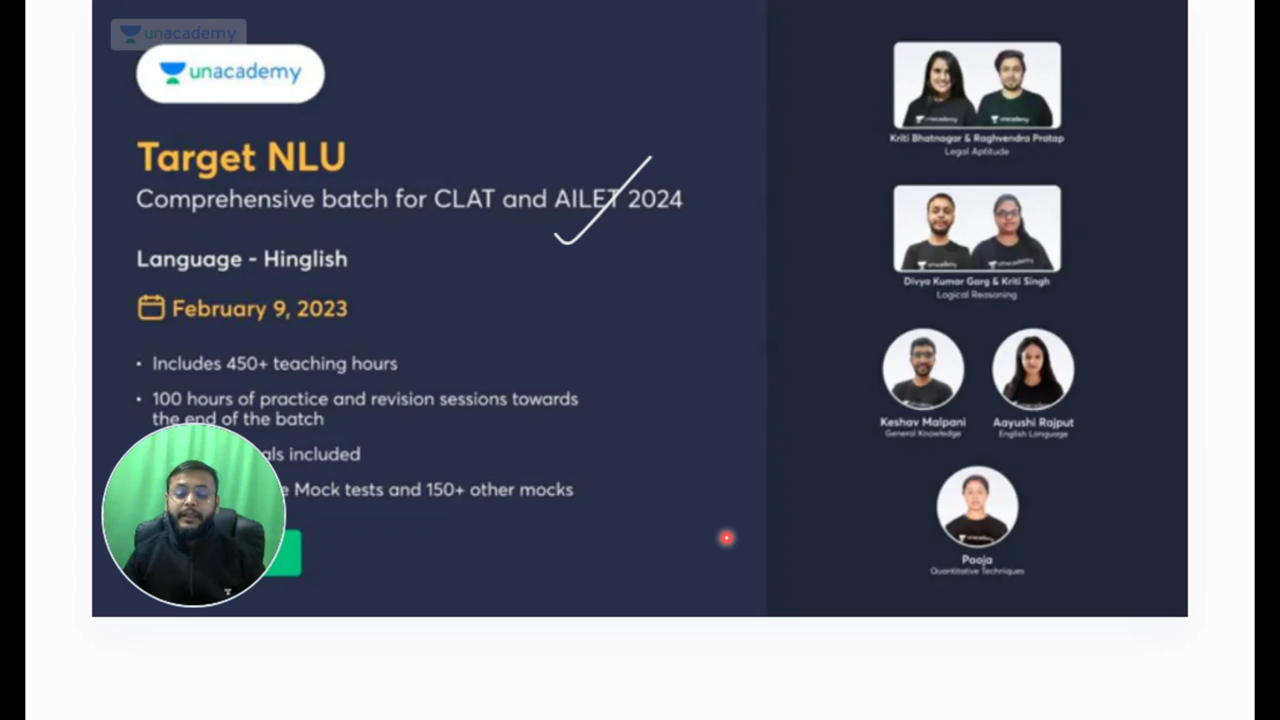 unacademy
unacademy
Target NLU
Comprehensive batch for CLAT and AILET 2024
Language - Hinglish
February 9, 2023
• Includes 450+ teaching hours
• 100 hours of practice and revision sessions towards
the end of the batch
included
Mock tests and 150+ other mocks
Kriti Bhatnagar & Raghvendra Pratap
Legal Aptitude
Divya Kumar Garg & Kriti Singh
Logical Reasoning
Keshav Malpani
General Knowledge
Aayushi Rajput
English Language
Pooja
Quantitative Techniques